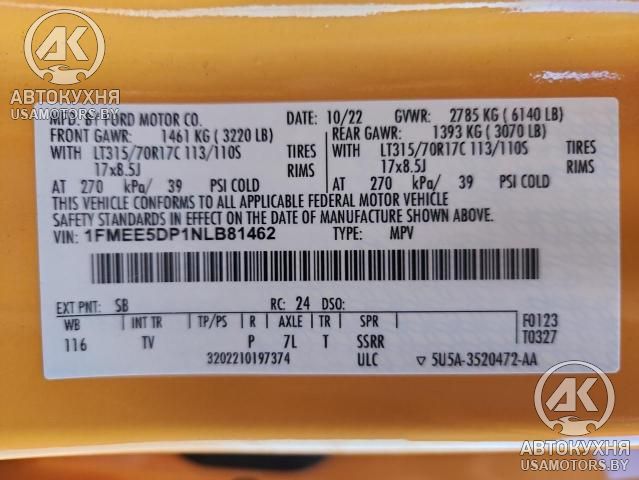 АК
АВТОКУХНЯ
USAMOTORS.BY
MFD. BY FORD MOTOR CO. DATE: 10/22 GVWR: 2785 KG ( 6140 LB)
FRONT GAWR: 1461 KG ( 3220 LB) REAR GAWR: 1393 KG ( 3070 LB)
WITH LT315/70R17C 113/110S TIRES WITH LT315/70R17C 113/110S TIRES
17x8.5J RIMS 17x8.5J RIMS
AT 270 kPa/ 39 PSI COLD AT 270 kPa/ 39 PSI COLD
THIS VEHICLE CONFORMS TO ALL APPLICABLE FEDERAL MOTOR VEHICLE
SAFETY STANDARDS IN EFFECT ON THE DATE OF MANUFACTURE SHOWN ABOVE.
VIN: 1FMEE5DP1NLB81462 TYPE: MPV
EXT PNT: SB RC: 24 DSO:
WB INT TR TP/PS R AXLE TR SPR F0123
116 TV P 7L T SSRR T0327
3202210197374 ULC ▽ 5U5A-3520472-AA
АК
АВТОКУХНЯ
USAMOTORS.BY